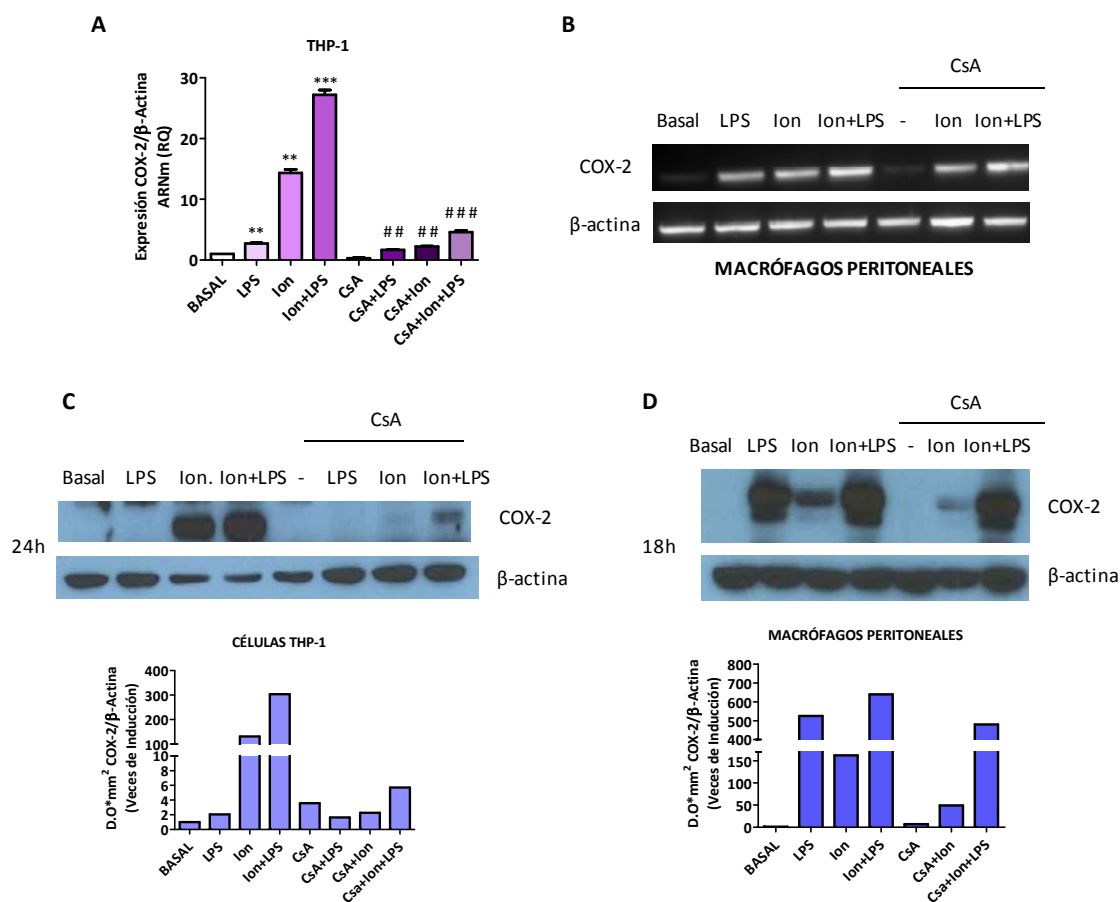 A
THP-1
Expresión COX-2/β-Actina
ARNm (RQ)
30
20
10
0
**
**
***
##
##
###
BASAL
LPS
Ion
Ion+LPS
CsA
CsA+LPS
CsA+Ion
CsA+Ion+LPS
B
CsA
Basal LPS Ion Ion+LPS - Ion Ion+LPS
COX-2
β-actina
MACRÓFAGOS PERITONEALES
C
CsA
Basal LPS Ion. Ion+LPS - LPS Ion Ion+LPS
COX-2
24h
β-actina
CÉLULAS THP-1
D.O*mm² COX-2/β-Actina
(Veces de Inducción)
400
300
200
100
10
8
6
4
2
0
BASAL
LPS
Ion
Ion+LPS
CsA
CsA+LPS
CsA+Ion
Csa+Ion+LPS
D
CsA
Basal LPS Ion Ion+LPS - Ion Ion+LPS
COX-2
18h
β-actina
MACRÓFAGOS PERITONEALES
D.O*mm² COX-2/β-Actina
(Veces de Inducción)
800
700
600
500
400
150
100
50
0
BASAL
LPS
Ion
Ion+LPS
CsA
CsA+Ion
Csa+Ion+LPS